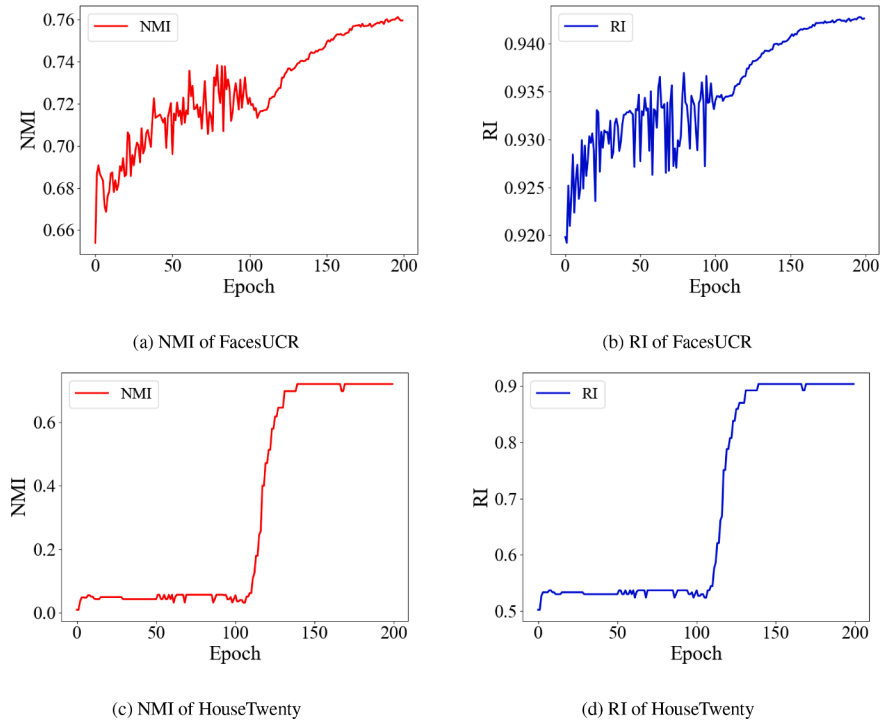 0.76
0.74
0.72
0.70
0.68
0.66
NMI
NMI
0 50 100 150 200
Epoch
(a) NMI of FacesUCR
0.940
0.935
0.930
0.925
0.920
RI
RI
0 50 100 150 200
Epoch
(b) RI of FacesUCR
0.6
0.4
0.2
0.0
NMI
NMI
0 50 100 150 200
Epoch
(c) NMI of HouseTwenty
0.9
0.8
0.7
0.6
0.5
RI
RI
0 50 100 150 200
Epoch
(d) RI of HouseTwenty